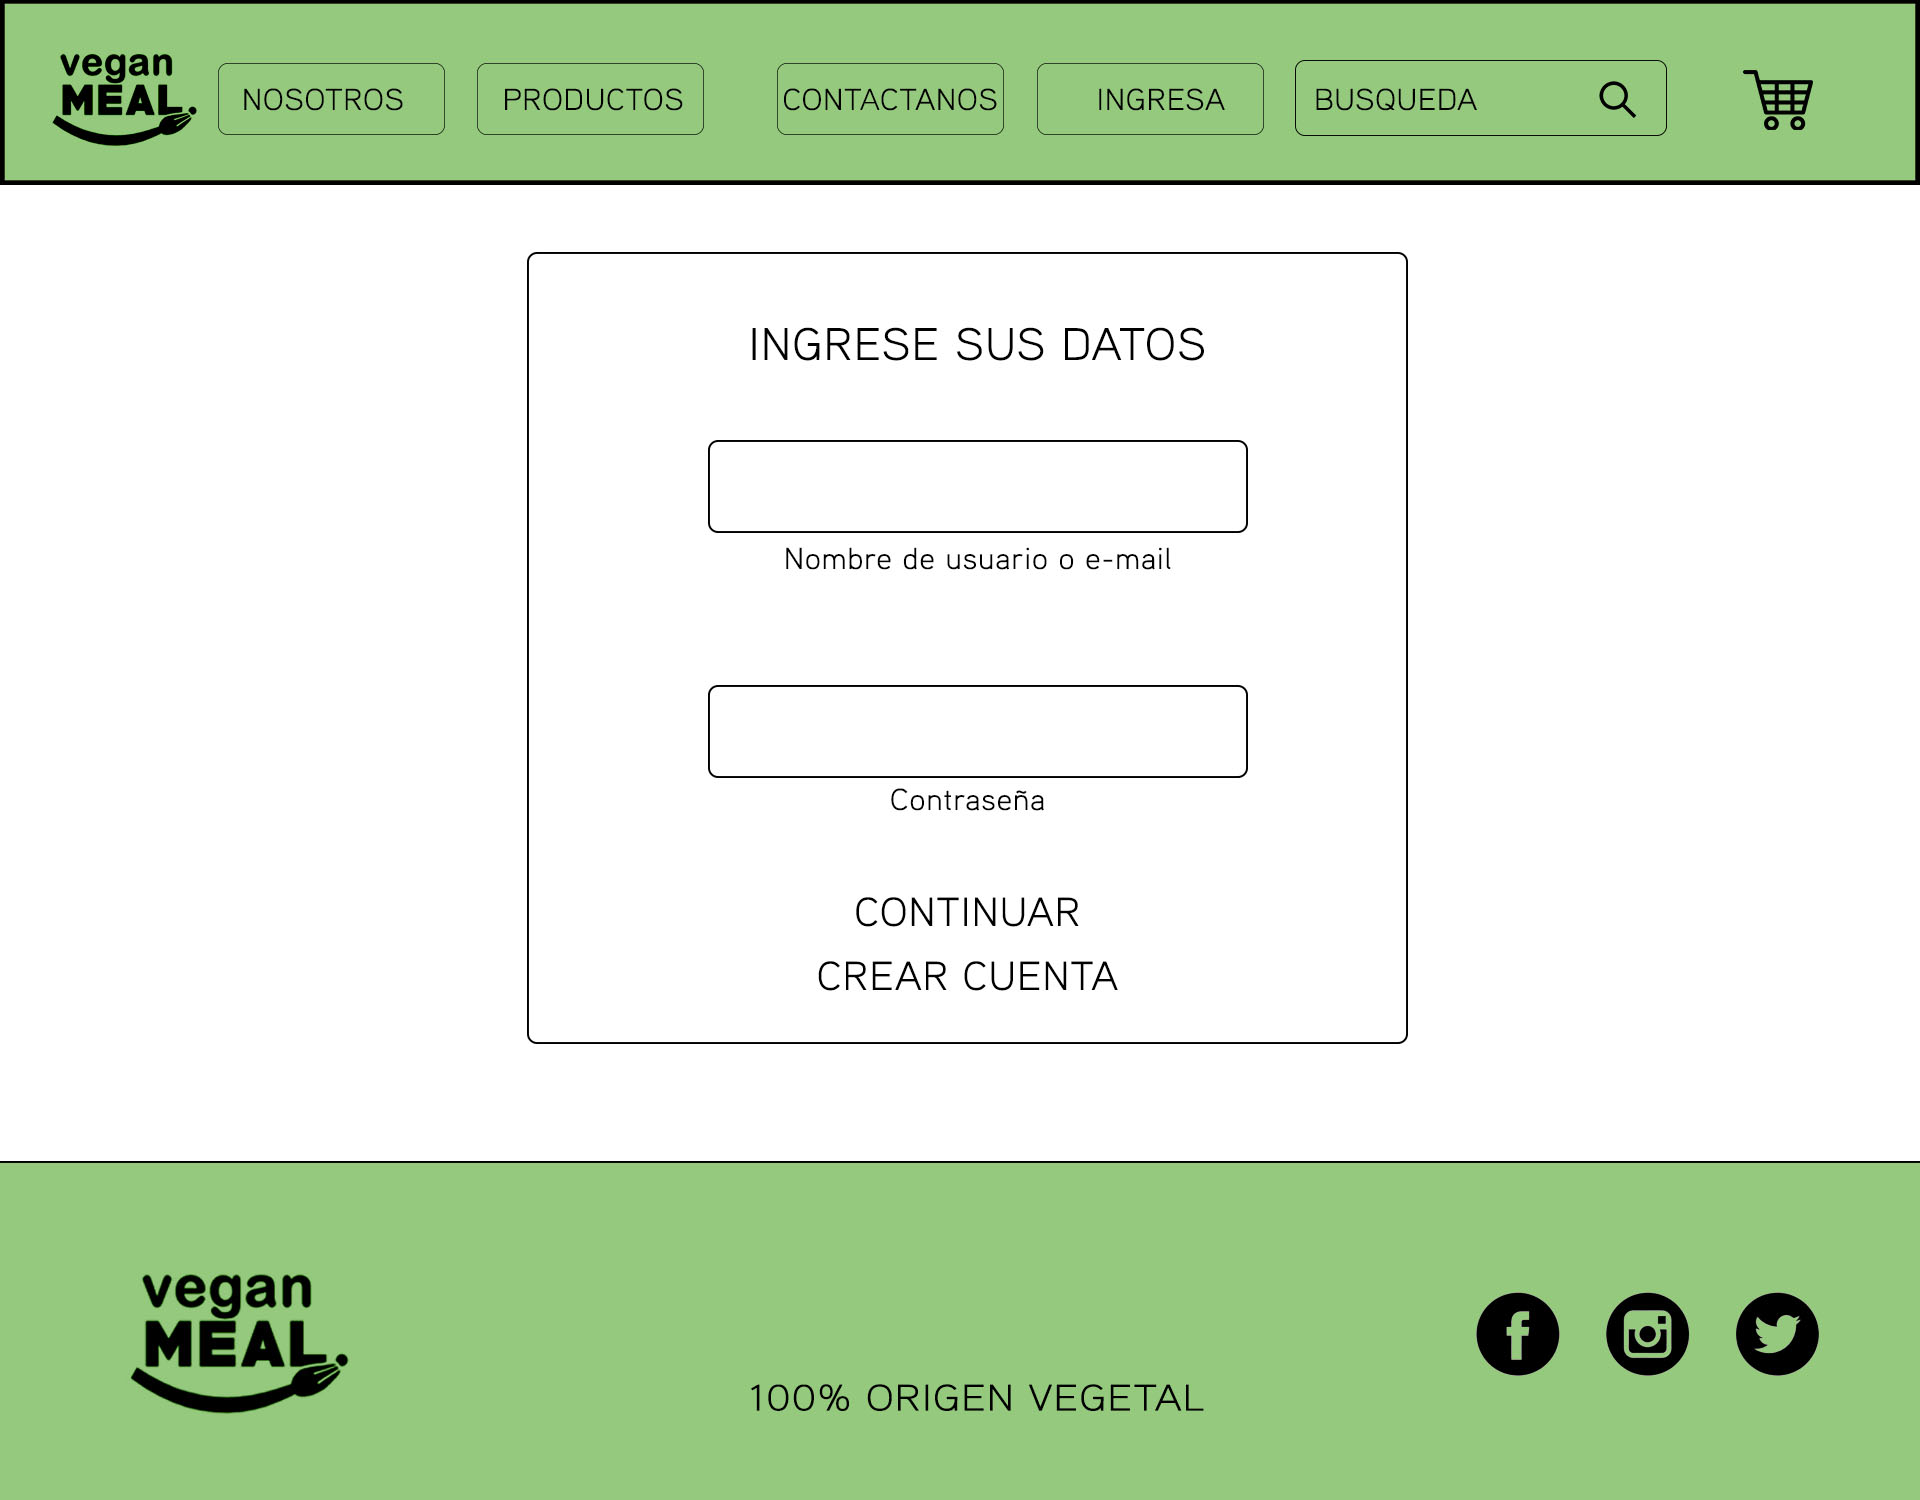 vegan
MEAL.
NOSOTROS
PRODUCTOS
CONTACTANOS
INGRESA
BUSQUEDA
INGRESE SUS DATOS
Nombre de usuario o e-mail
Contraseña
CONTINUAR
CREAR CUENTA
vegan
MEAL.
100% ORIGEN VEGETAL